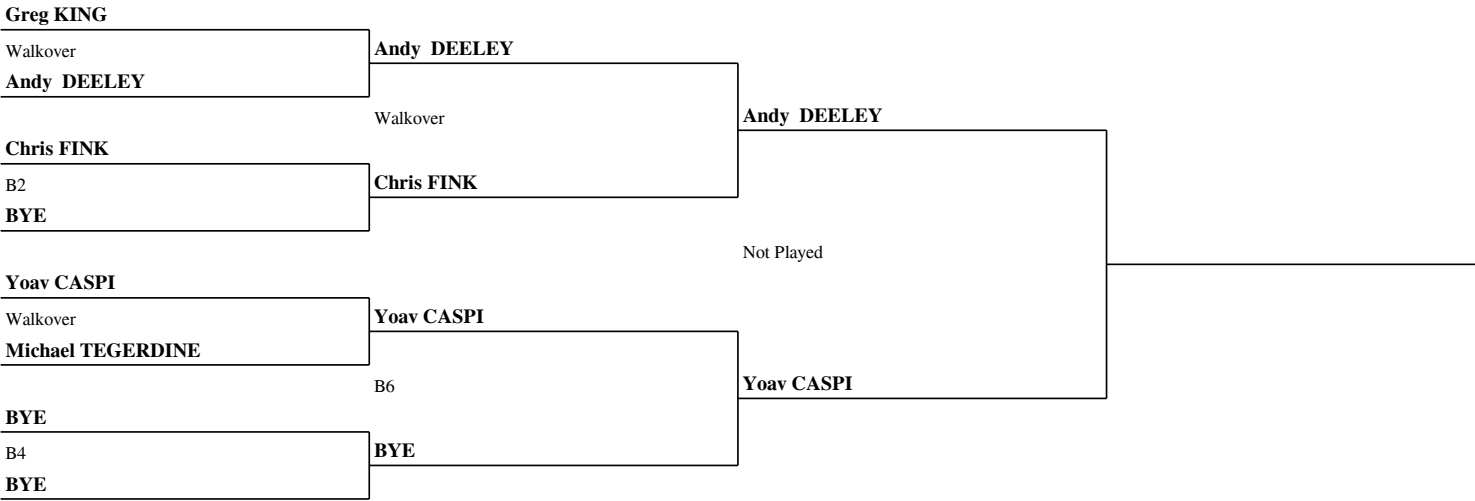 Greg KING
Walkover
Andy DEELEY
Andy DEELEY
Walkover
Andy DEELEY
Chris FINK
B2
BYE
Chris FINK
Not Played
Yoav CASPI
Walkover
Michael TEGERDINE
Yoav CASPI
B6
Yoav CASPI
BYE
B4
BYE
BYE